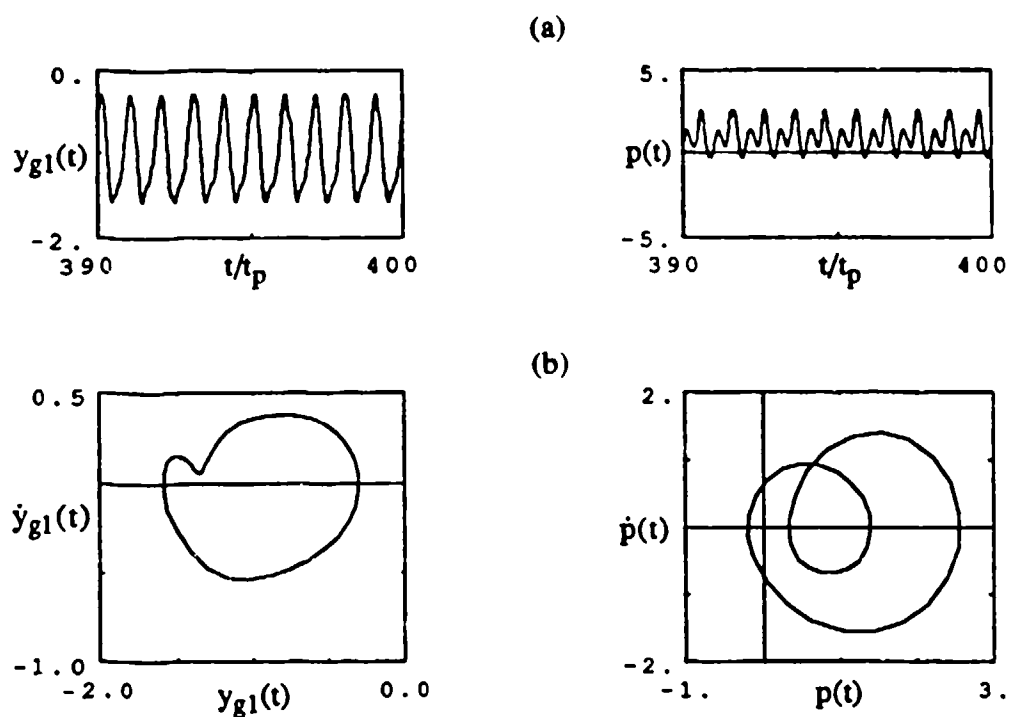 (a)
0.
y_g1(t)
-2.
390
t/t_p
400
5.
p(t)
-5.
390
t/t_p
400
(b)
0.5
ẏ_g1(t)
-1.0
-2.0
y_g1(t)
0.0
2.
ṗ(t)
-2.
-1.
p(t)
3.